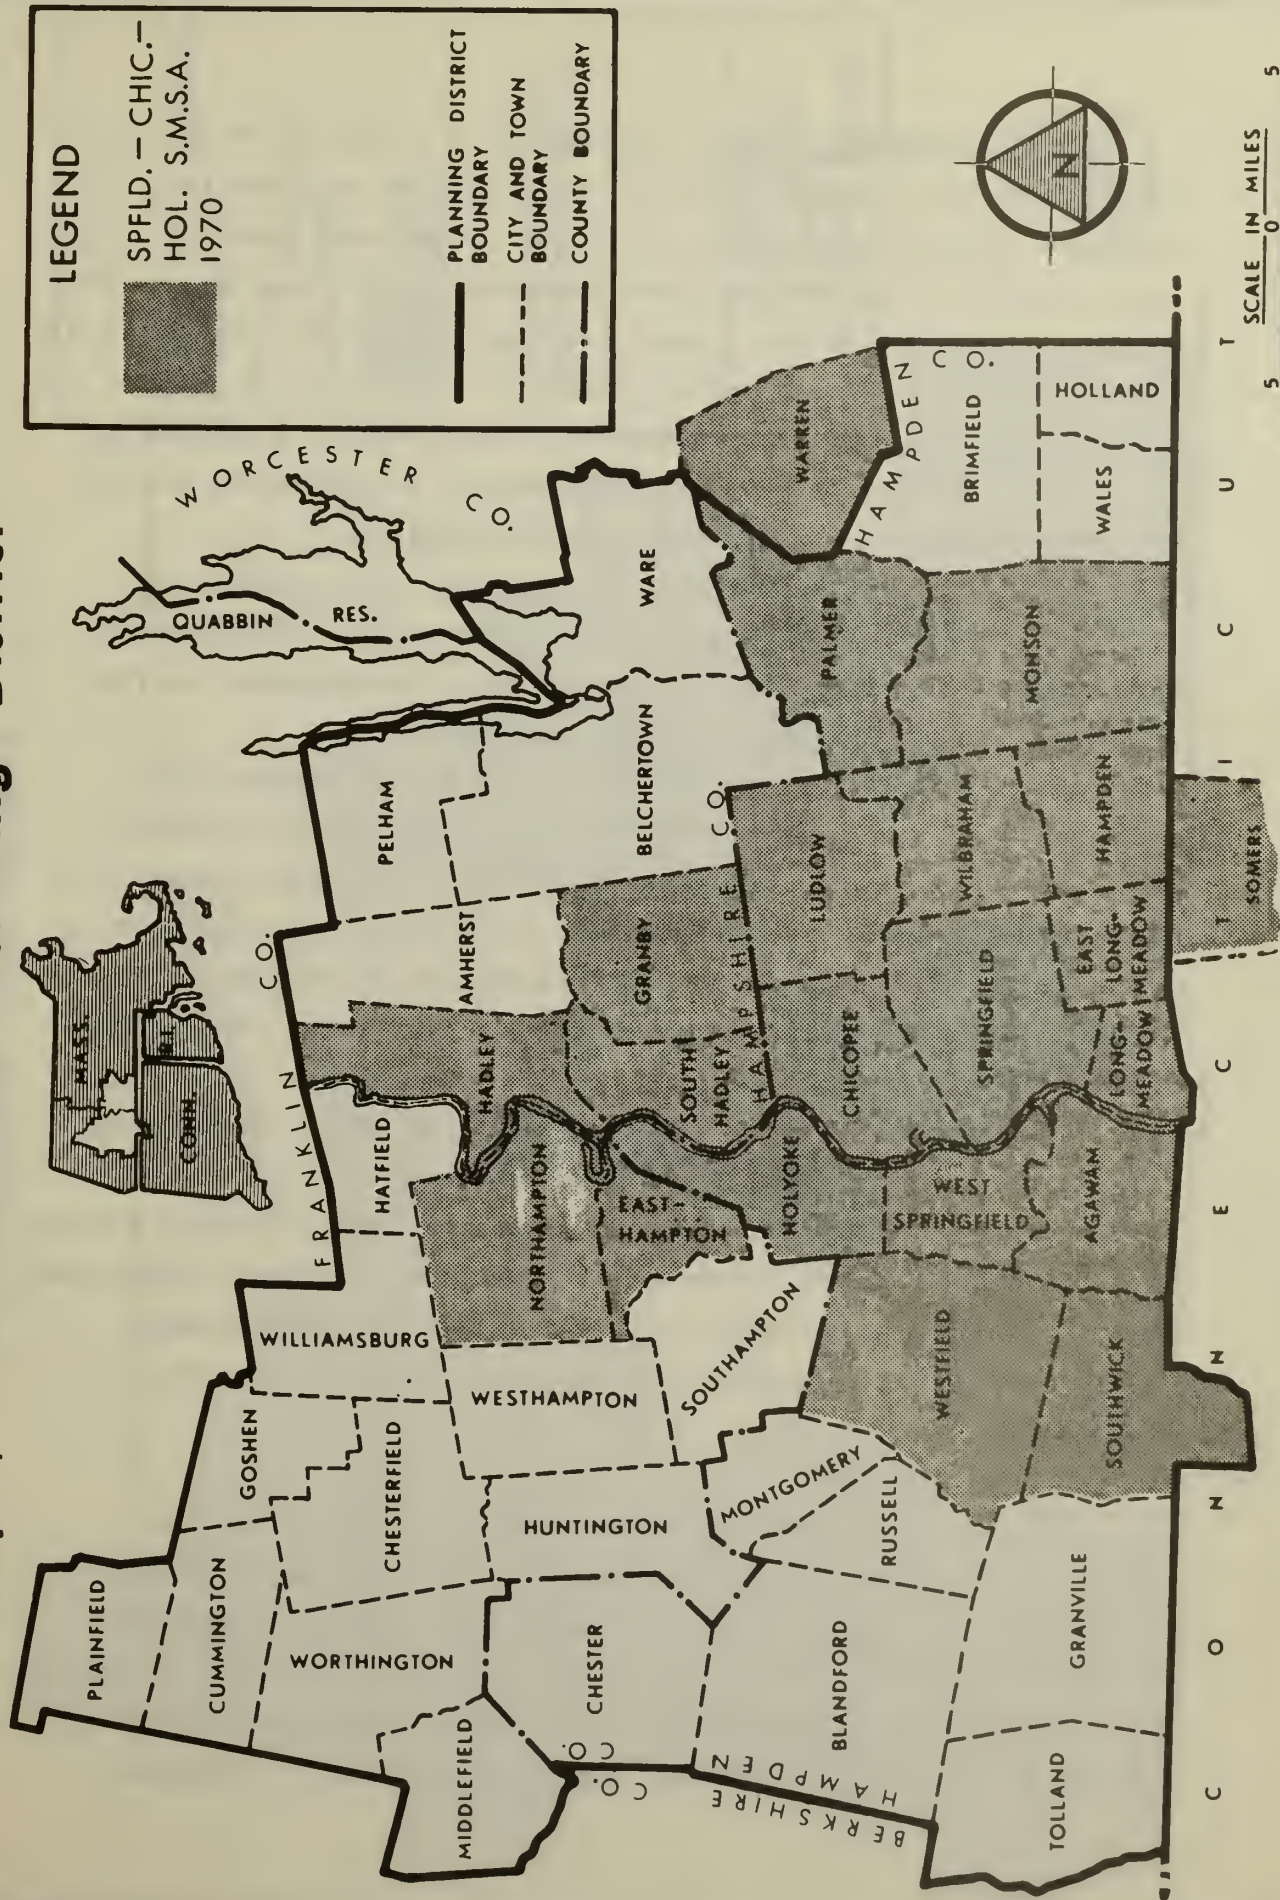 LEGEND
SPFLD. – CHIC.–
HOL. S.M.S.A.
1970
PLANNING DISTRICT
BOUNDARY
CITY AND TOWN
BOUNDARY
COUNTY BOUNDARY
MASS.
R.I.
CONN.
WORCESTER CO.
QUABBIN RES.
FRANKLIN CO.
PLAINFIELD
CUMMINGTON
GOSHEN
WILLIAMSBURG
HATFIELD
HADLEY
AMHERST
PELHAM
BELCHERTOWN
WARE
WARREN
MIDDLEFIELD
WORTHINGTON
CHESTERFIELD
WESTHAMPTON
NORTHAMPTON
EAST-
HAMPTON
SOUTH
HADLEY
GRANBY
HAMPSHIRE CO.
CHESTER
HUNTINGTON
SOUTHAMPTON
HOLYOKE
CHICOPEE
LUDLOW
PALMER
HAMPDEN CO.
BRIMFIELD
HOLLAND
WALES
MONSON
BERKSHIRE CO.
HAMPDEN CO.
BLANDFORD
MONTGOMERY
RUSSELL
WESTFIELD
WEST
SPRINGFIELD
SPRINGFIELD
WILBRAHAM
HAMPDEN
TOLLAND
GRANVILLE
SOUTHWICK
AGAWAM
LONG-
MEADOW
EAST
LONG-
MEADOW
SOMERS
CONNECTICUT
N
SCALE IN MILES
5 0 5